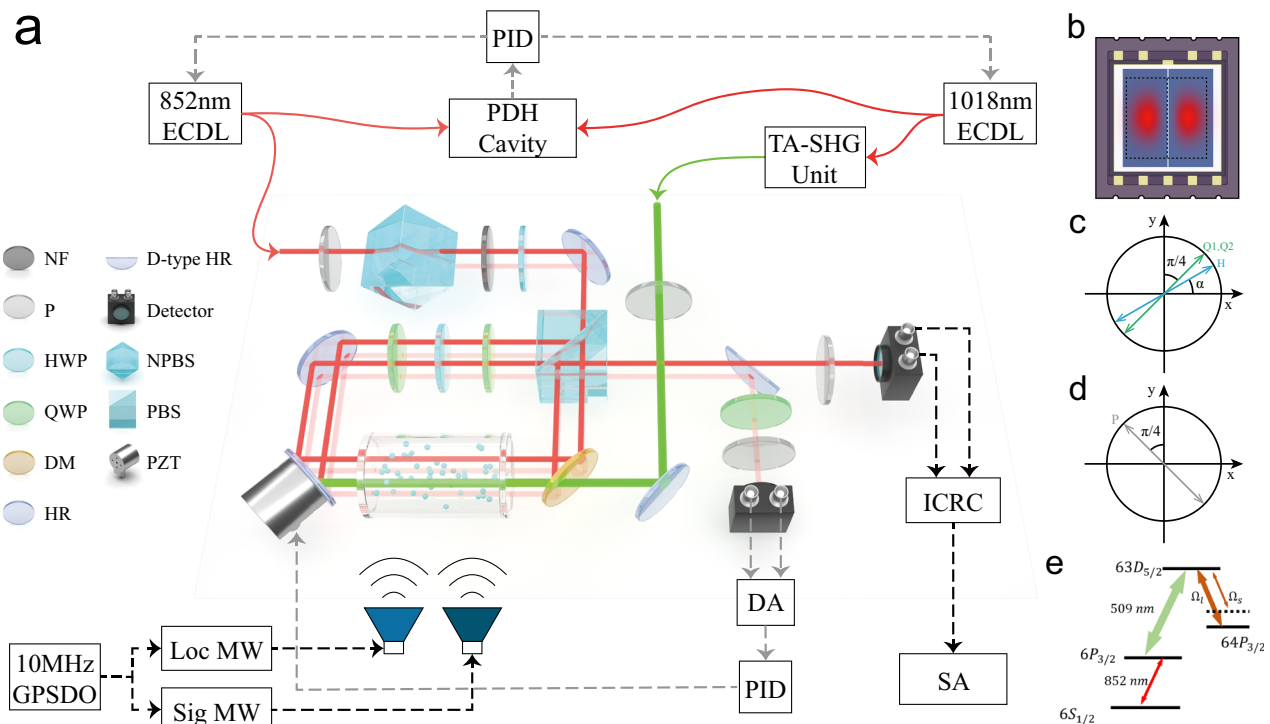 a
PID
852nm
ECDL
PDH
Cavity
1018nm
ECDL
TA-SHG
Unit
NF
D-type HR
P
Detector
HWP
NPBS
QWP
PBS
DM
PZT
HR
ICRC
DA
PID
SA
10MHz
GPSDO
Loc MW
Sig MW
b
c
y
Q1,Q2
π/4
H
α
x
d
y
P
π/4
x
e
63D₅/₂
Ωₗ
Ωₛ
509 nm
64P₃/₂
6P₃/₂
852 nm
6S₁/₂